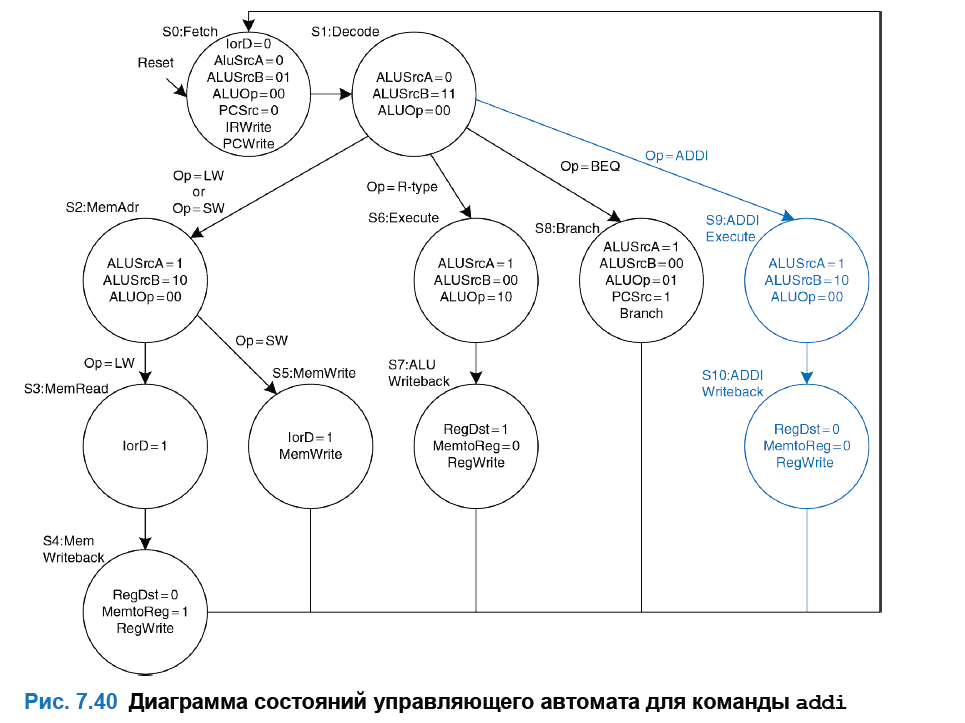 S0:Fetch
Reset
IorD=0
AluSrcA=0
ALUSrcB=01
ALUOp=00
PCSrc=0
IRWrite
PCWrite
S1:Decode
ALUSrcA=0
ALUSrcB=11
ALUOp=00
Op=LW
or
Op=SW
Op=R-type
Op=BEQ
Op=ADDI
S2:MemAdr
ALUSrcA=1
ALUSrcB=10
ALUOp=00
S6:Execute
ALUSrcA=1
ALUSrcB=00
ALUOp=10
S8:Branch
ALUSrcA=1
ALUSrcB=00
ALUOp=01
PCSrc=1
Branch
S9:ADDI
Execute
ALUSrcA=1
ALUSrcB=10
ALUOp=00
Op=LW
Op=SW
S3:MemRead
IorD=1
S5:MemWrite
IorD=1
MemWrite
S7:ALU
Writeback
RegDst=1
MemtoReg=0
RegWrite
S10:ADDI
Writeback
RegDst=0
MemtoReg=0
RegWrite
S4:Mem
Writeback
RegDst=0
MemtoReg=1
RegWrite
Рис. 7.40 Диаграмма состояний управляющего автомата для команды addi